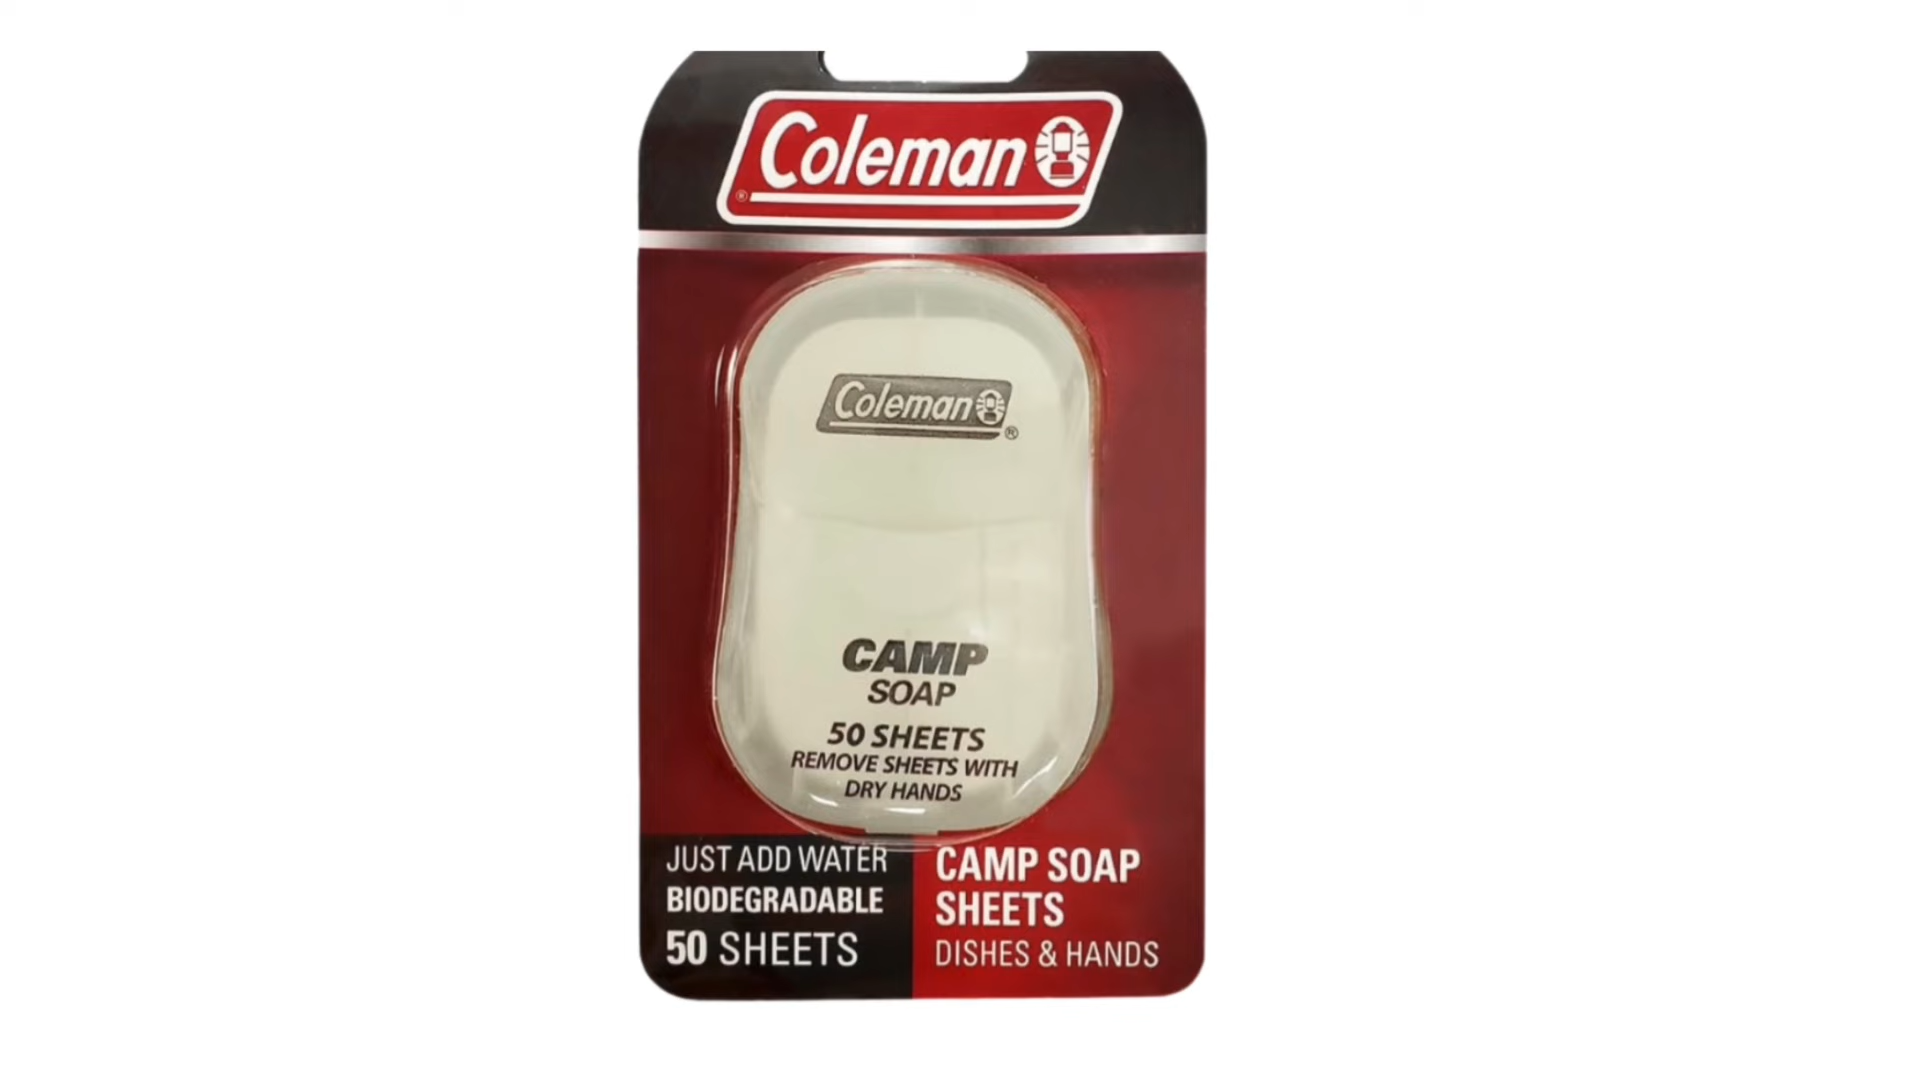 Coleman
®
Coleman
®
CAMP
SOAP
50 SHEETS
REMOVE SHEETS WITH
DRY HANDS
JUST ADD WATER
BIODEGRADABLE
50 SHEETS
CAMP SOAP
SHEETS
DISHES & HANDS